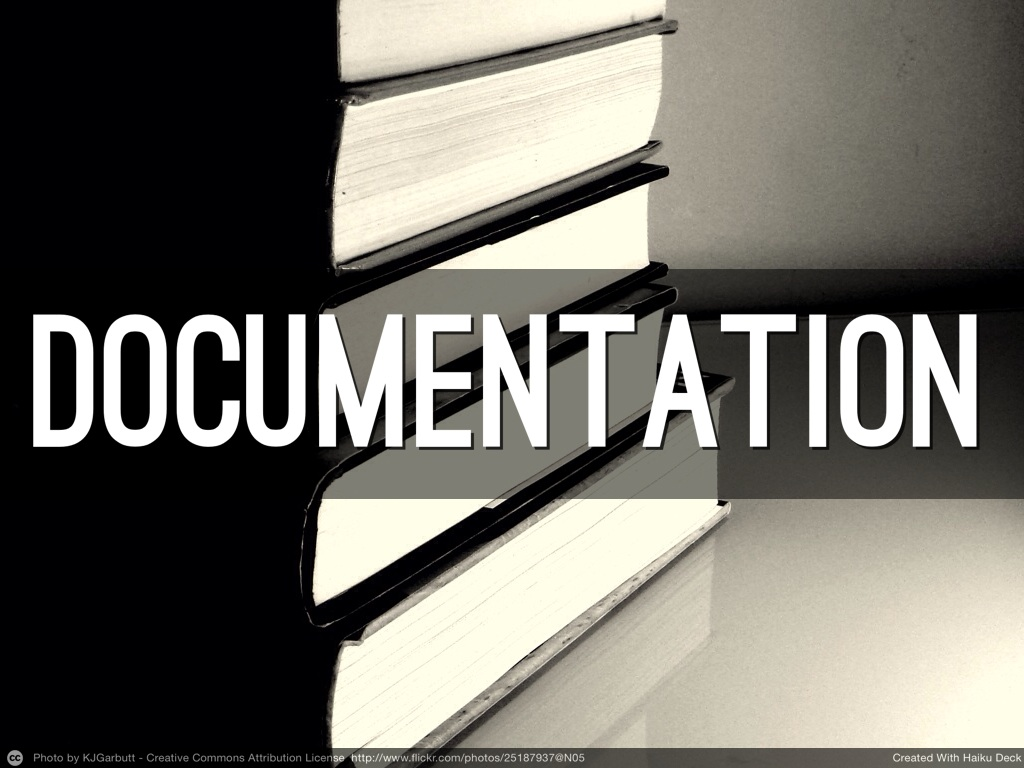 DOCUMENTATION
cc Photo by KJGarbutt - Creative Commons Attribution License http://www.flickr.com/photos/25187937@N05
Created With Haiku Deck